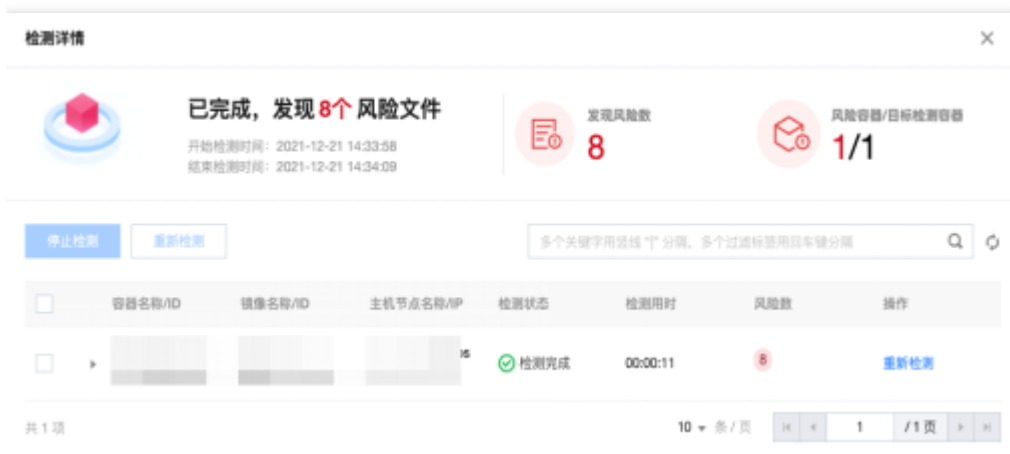 检测详情
已完成，发现 8个 风险文件
开始检测时间：2021-12-21 14:33:58
结束检测时间：2021-12-21 14:34:09
发现风险数
8
风险容器/目标检测容器
1/1
停止检测
重新检测
多个关键字用竖线 "|" 分隔，多个过滤标签用回车键分隔
容器名称/ID 镜像名称/ID 主机节点名称/IP 检测状态 检测用时 风险数 操作
检测完成 00:00:11 8 重新检测
共 1 项
10 条 / 页 1 / 1 页